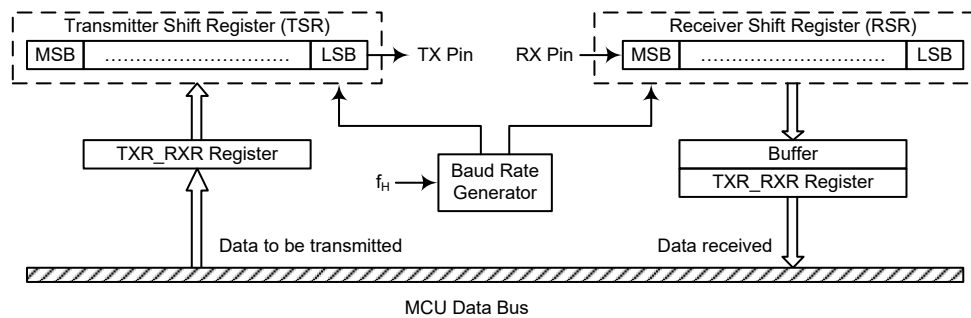 Transmitter Shift Register (TSR)
MSB ………………………… LSB
TX Pin
RX Pin
Receiver Shift Register (RSR)
MSB ………………………… LSB
TXR_RXR Register
fH
Baud Rate
Generator
Buffer
TXR_RXR Register
Data to be transmitted
Data received
MCU Data Bus